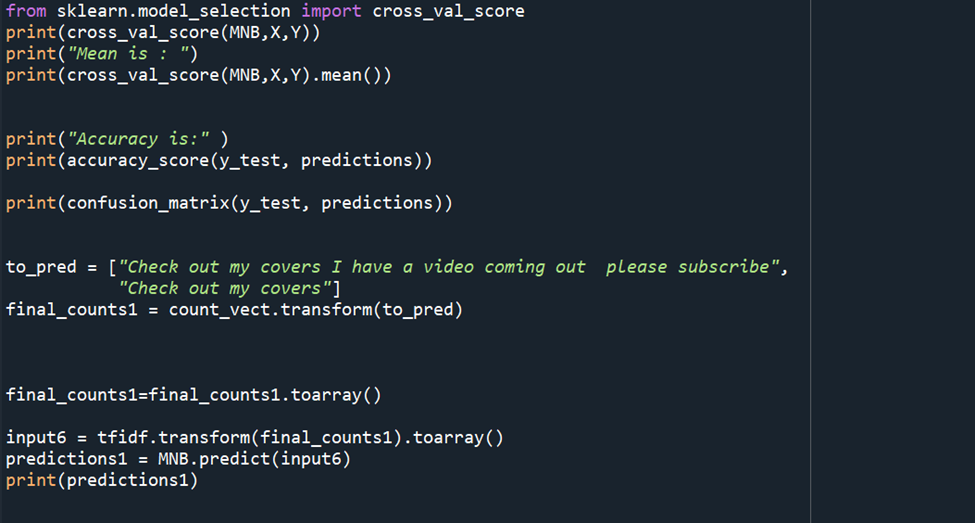 from sklearn.model_selection import cross_val_score
print(cross_val_score(MNB,X,Y))
print("Mean is : ")
print(cross_val_score(MNB,X,Y).mean())
print("Accuracy is:" )
print(accuracy_score(y_test, predictions))
print(confusion_matrix(y_test, predictions))
to_pred = ["Check out my covers I have a video coming out  please subscribe",
"Check out my covers"]
final_counts1 = count_vect.transform(to_pred)
final_counts1=final_counts1.toarray()
input6 = tfidf.transform(final_counts1).toarray()
predictions1 = MNB.predict(input6)
print(predictions1)